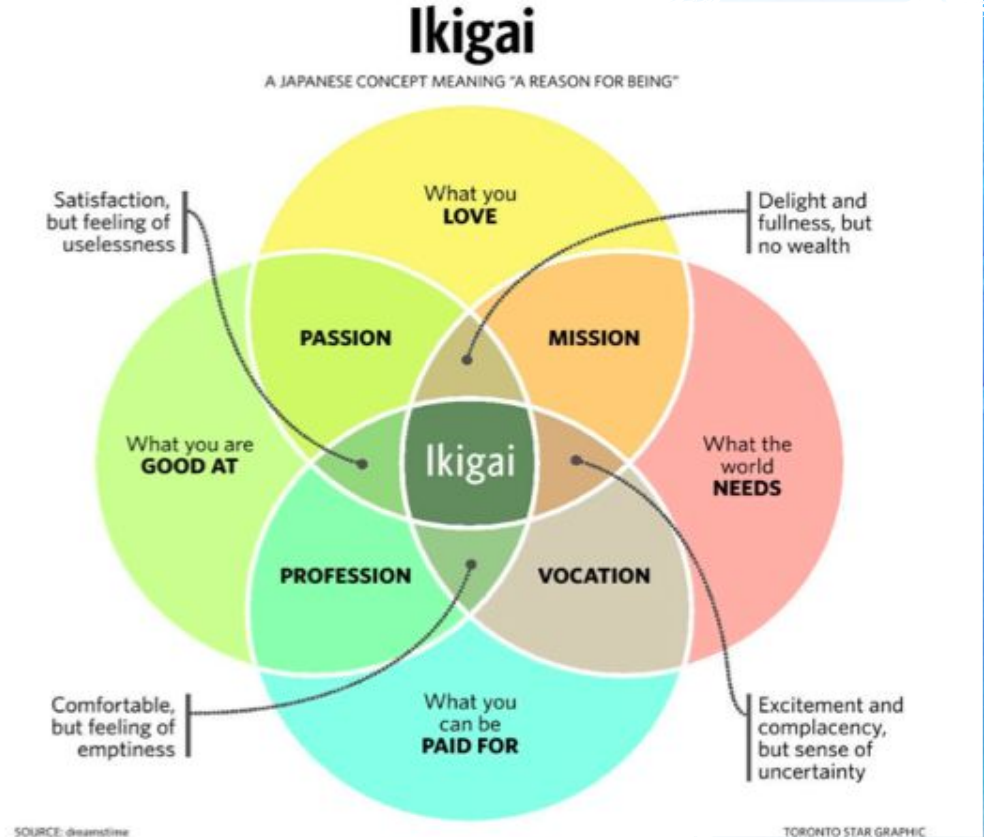 Ikigai
A JAPANESE CONCEPT MEANING "A REASON FOR BEING"
Satisfaction,
but feeling of
uselessness
What you
LOVE
Delight and
fullness, but
no wealth
PASSION
MISSION
What you are
GOOD AT
Ikigai
What the
world
NEEDS
PROFESSION
VOCATION
Comfortable,
but feeling of
emptiness
What you
can be
PAID FOR
Excitement and
complacency,
but sense of
uncertainty
SOURCE: dreamstime
TORONTO STAR GRAPHIC